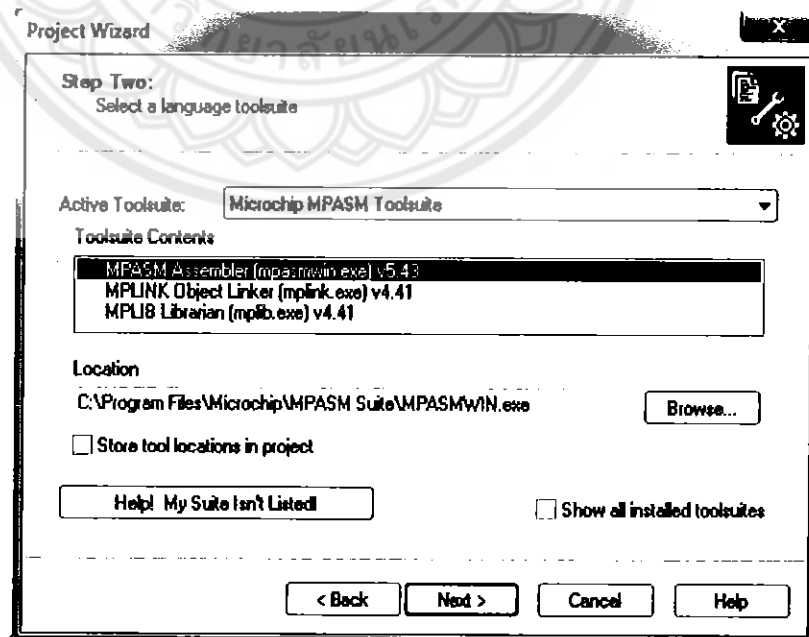 Project Wizard
Step Two:
Select a language toolsuite
Active Toolsuite: Microchip MPASM Toolsuite
Toolsuite Contents
MPASM Assembler (mpasmwin.exe) v5.43
MPLINK Object Linker (mplink.exe) v4.41
MPLIB Librarian (mplib.exe) v4.41
Location
C:\Program Files\Microchip\MPASM Suite\MPASMWIN.exe Browse...
Store tool locations in project
Help! My Suite Isn't Listed! Show all installed toolsuites
< Back Next > Cancel Help